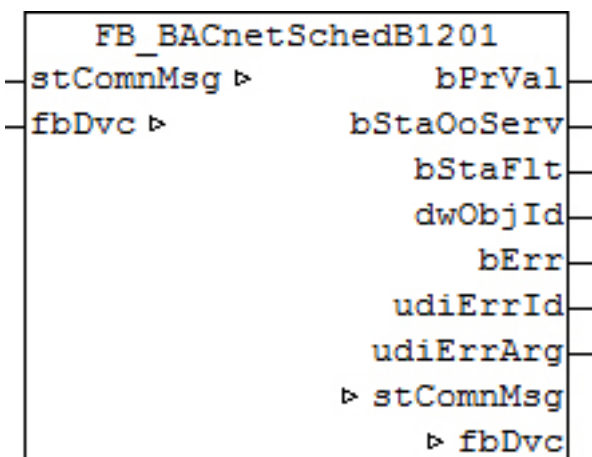 FB_BACnetSchedB1201
stComnMsg ▷ bPrVal
fbDvc ▷ bStaOoServ
bStaFlt
dwObjId
bErr
udiErrId
udiErrArg
▷ stComnMsg
▷ fbDvc